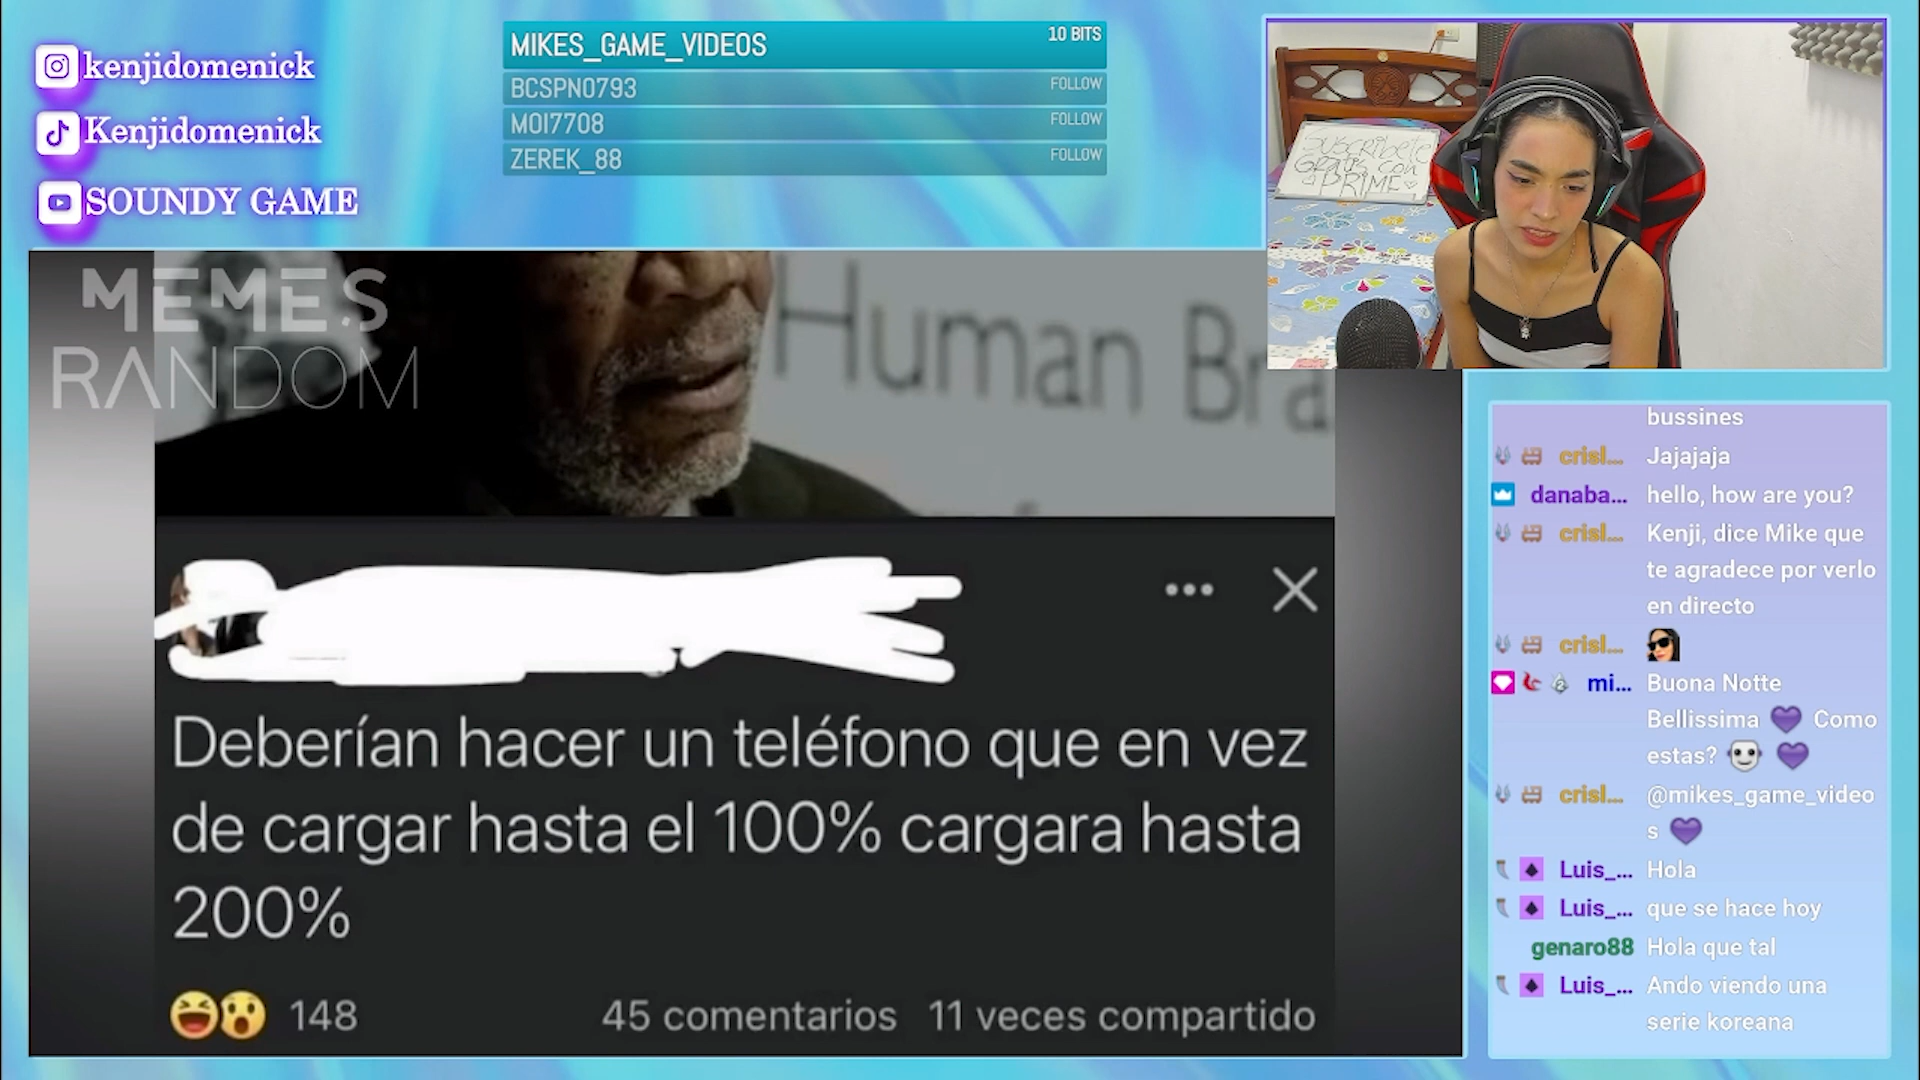 kenjidomenick
Kenjidomenick
SOUNDY GAME
MIKES_GAME_VIDEOS 10 BITS
BCSPN0793 FOLLOW
MOI7708 FOLLOW
ZEREK_88 FOLLOW
SUSCRIBETE
GRATIS con
PRIME
MEMES
RANDOM
Human
Deberían hacer un teléfono que en vez
de cargar hasta el 100% cargara hasta
200%
148 45 comentarios 11 veces compartido
bussines
crisl... Jajajaja
danaba... hello, how are you?
crisl... Kenji, dice Mike que
te agradece por verlo
en directo
crisl...
mi... Buona Notte
Bellissima 💜 Como
estas? 💜
crisl... @mikes_game_video
s 💜
Luis_... Hola
Luis_... que se hace hoy
genaro88 Hola que tal
Luis_... Ando viendo una
serie koreana